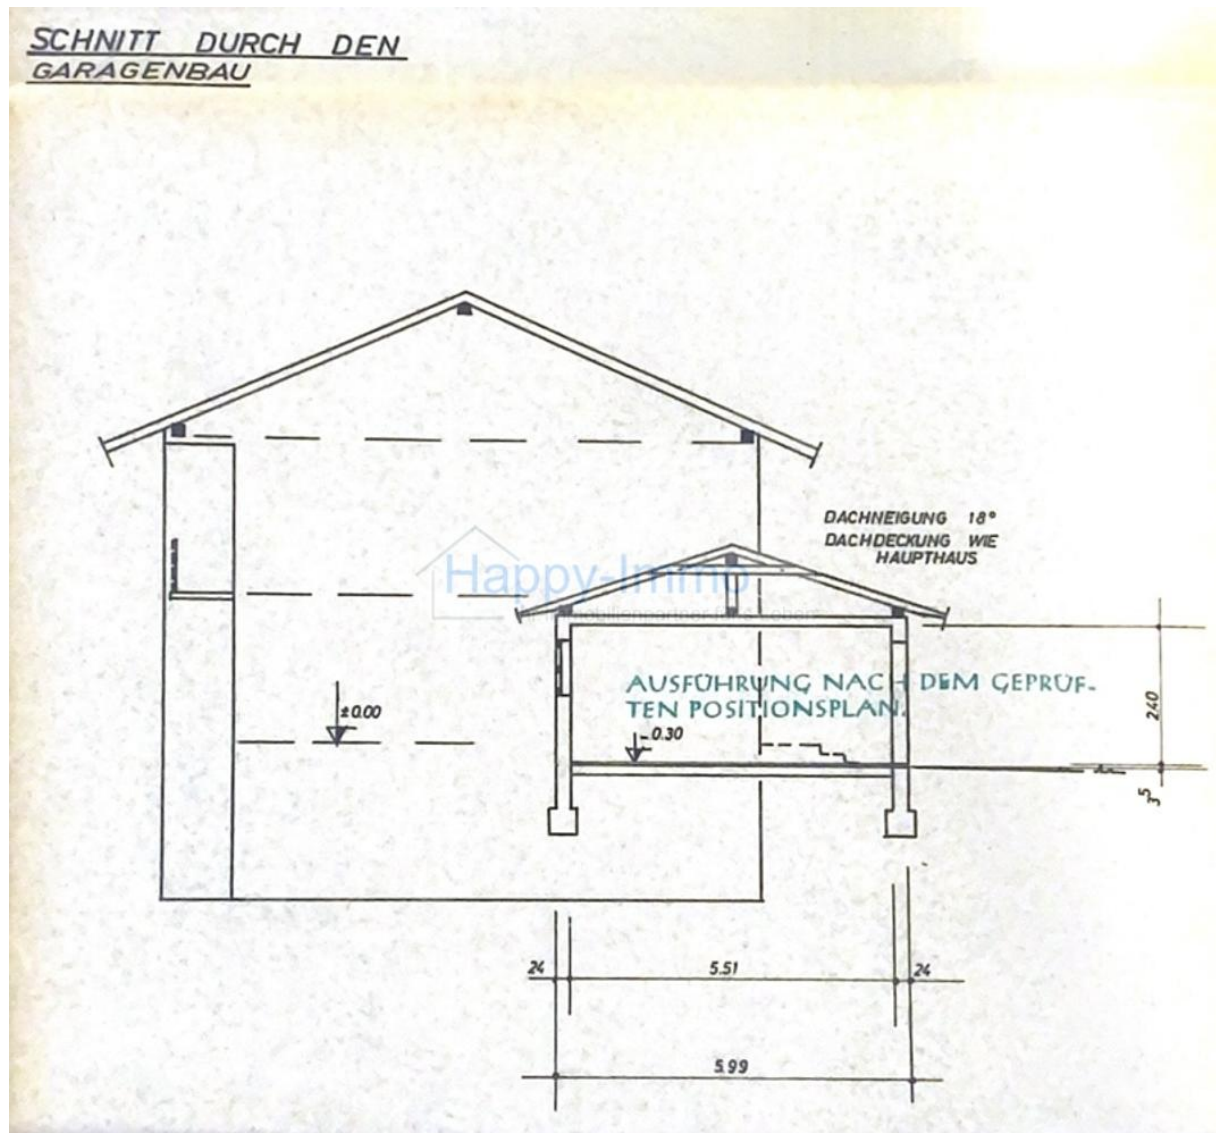 SCHNITT DURCH DEN
GARAGENBAU
DACHNEIGUNG 18°
DACHDECKUNG WIE
HAUPTHAUS
Happy-Immo
AUSFÜHRUNG NACH DEM GEPRÜF-
TEN POSITIONSPLAN.
±0.00
-0.30
240
3⁵
24 5.51 24
5.99